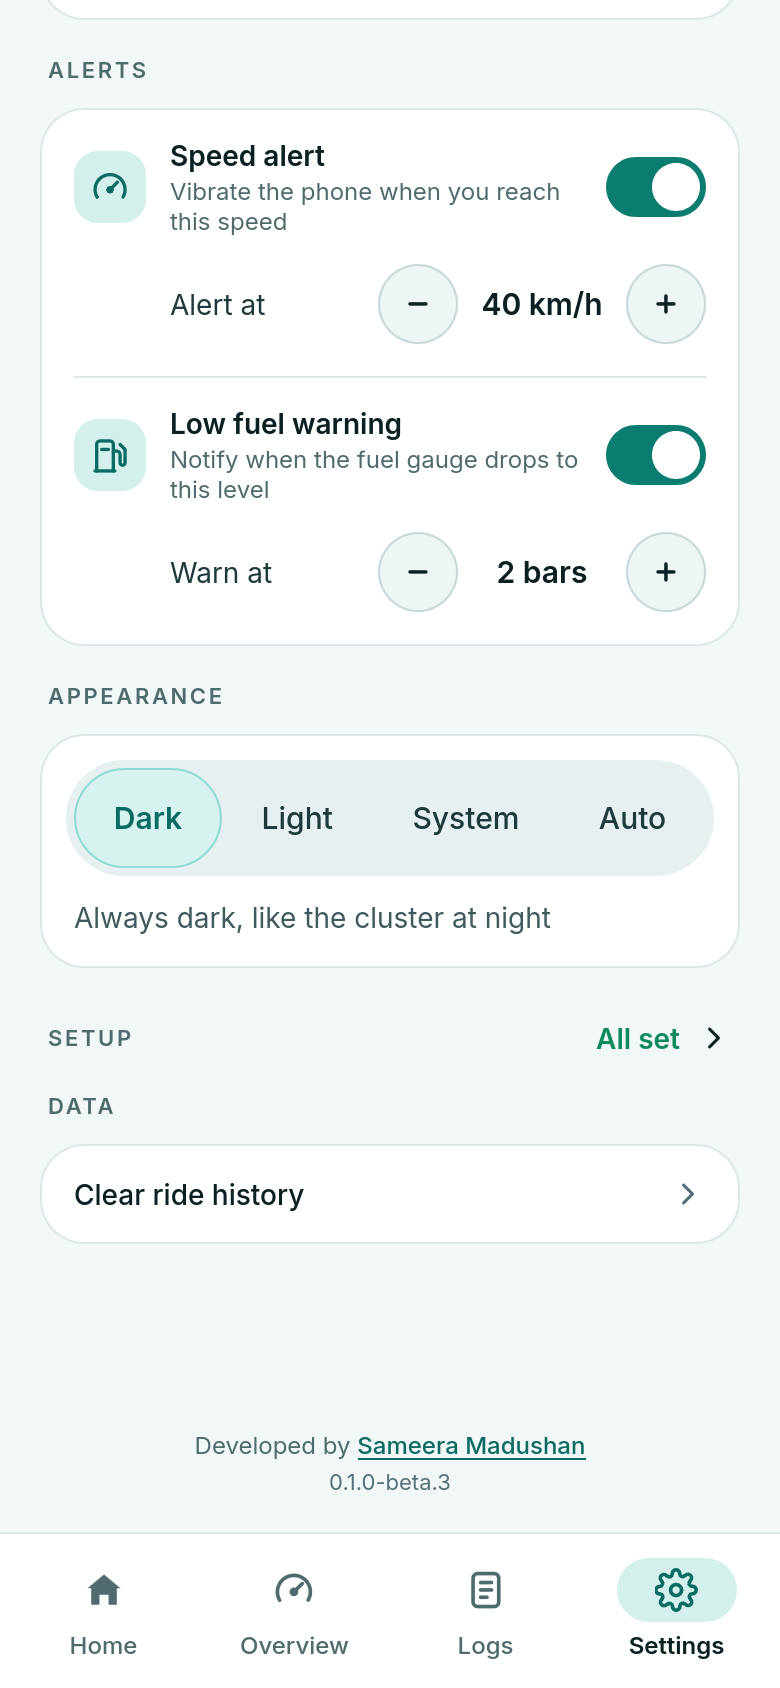 ALERTS
Speed alert
Vibrate the phone when you reach
this speed
Alert at
40 km/h
Low fuel warning
Notify when the fuel gauge drops to
this level
Warn at
2 bars
APPEARANCE
Dark Light System Auto
Always dark, like the cluster at night
SETUP
All set
DATA
Clear ride history
Developed by Sameera Madushan
0.1.0-beta.3
Home Overview Logs Settings